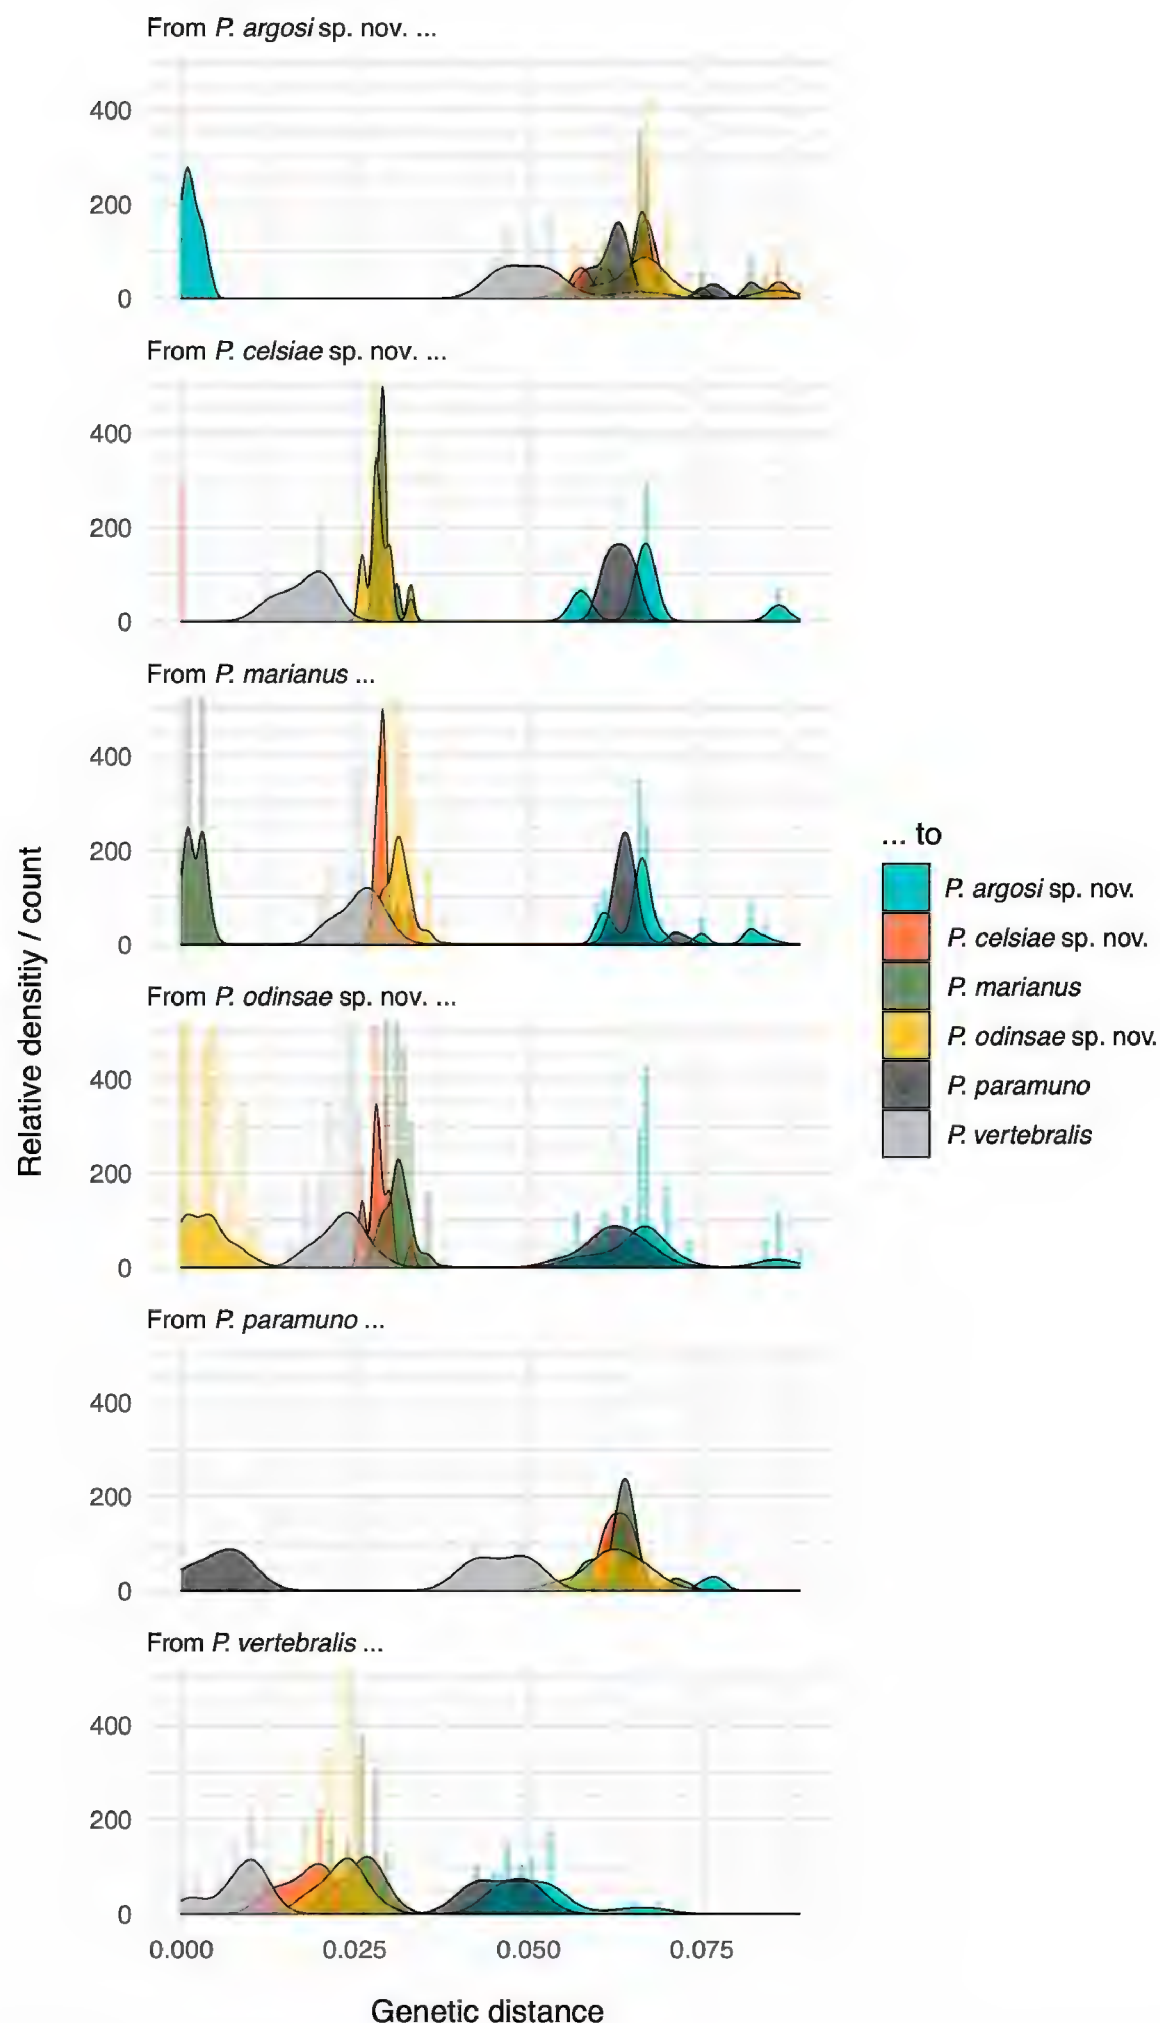 From P. argosi sp. nov. ...
400
200
0
From P. celsiae sp. nov. ...
400
200
0
From P. marianus ...
400
200
0
From P. odinsae sp. nov. ...
400
200
0
From P. paramuno ...
400
200
0
From P. vertebralis ...
400
200
0
0.000 0.025 0.050 0.075
Genetic distance
Relative densitiy / count
... to
P. argosi sp. nov.
P. celsiae sp. nov.
P. marianus
P. odinsae sp. nov.
P. paramuno
P. vertebralis